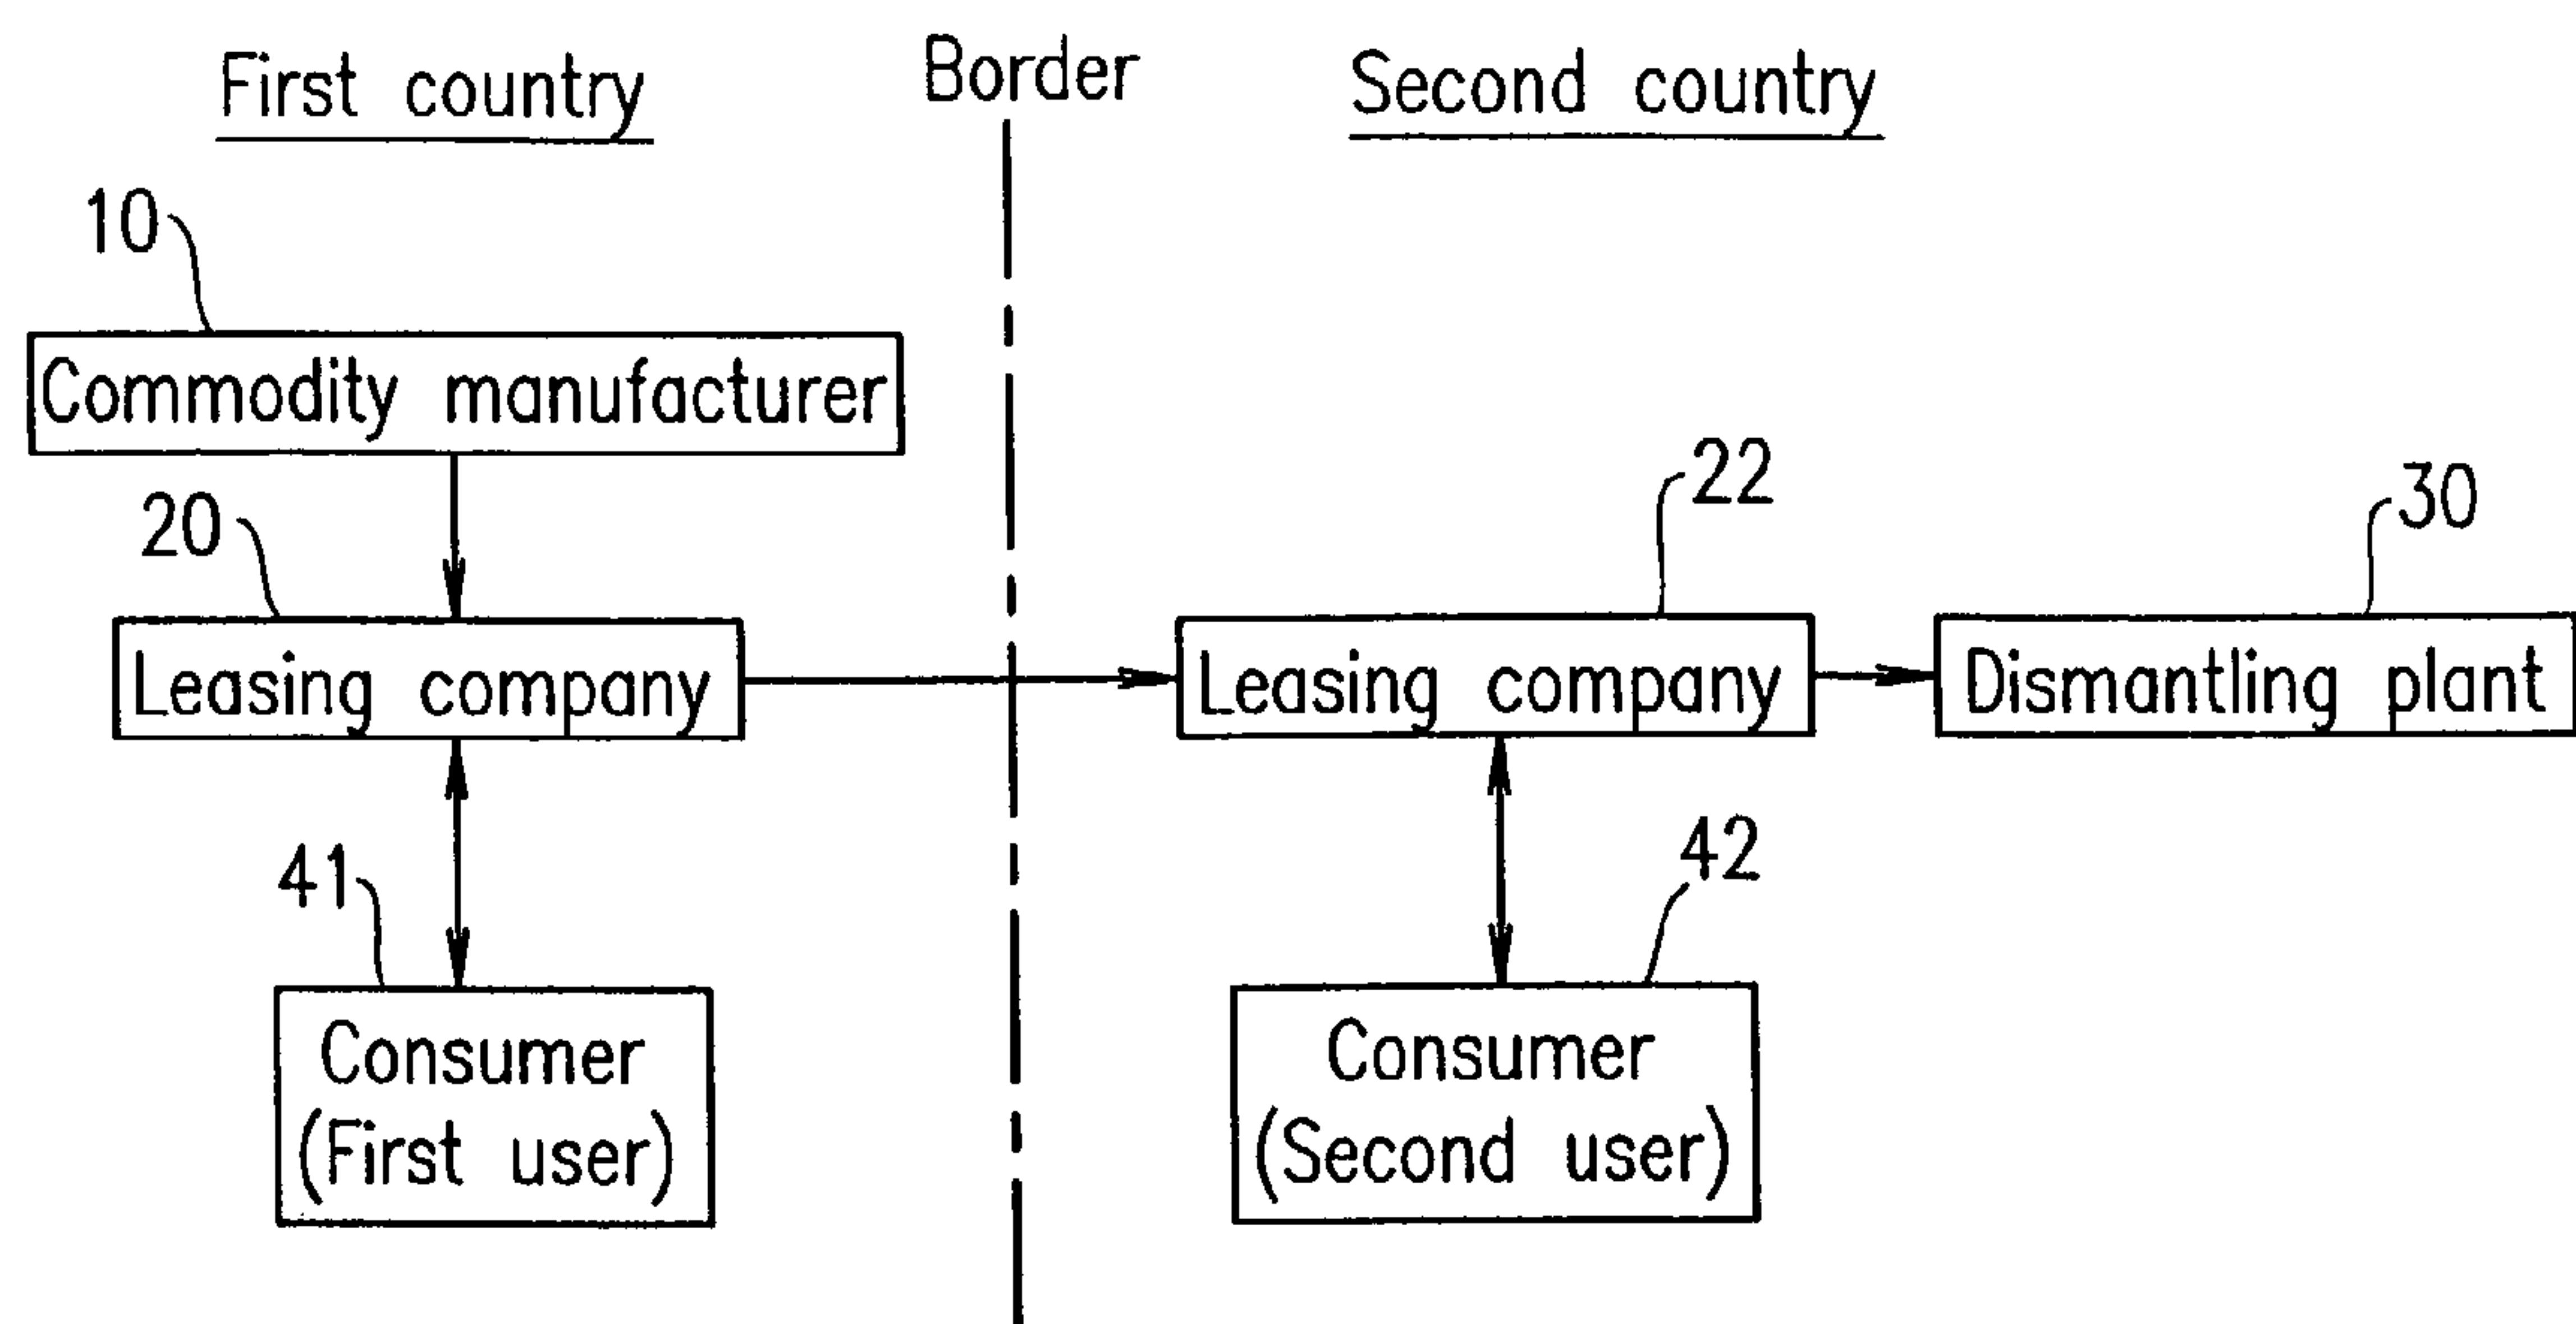 First country
Border
Second country
10
Commodity manufacturer
20
Leasing company
22
Leasing company
30
Dismantling plant
41
Consumer
(First user)
42
Consumer
(Second user)